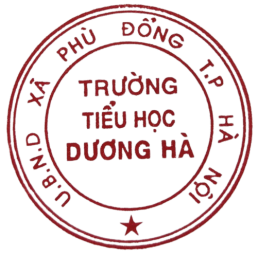 U.B.N.D XÃ PHÙ ĐỔNG T.P HÀ NỘI
TRƯỜNG
TIỂU HỌC
DƯƠNG HÀ